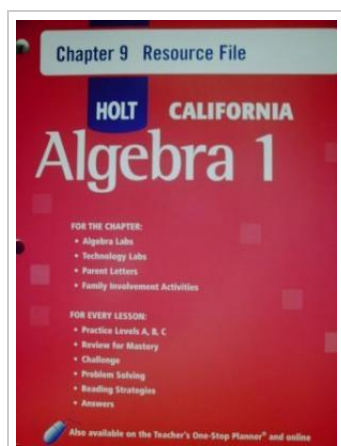 Chapter 9 Resource File
HOLT CALIFORNIA
Algebra 1
FOR THE CHAPTER:
• Algebra Labs
• Technology Labs
• Parent Letters
• Family Involvement Activities
FOR EVERY LESSON:
• Practice Levels A, B, C
• Review for Mastery
• Challenge
• Problem Solving
• Reading Strategies
• Answers
Also available on the Teacher's One-Stop Planner® and online